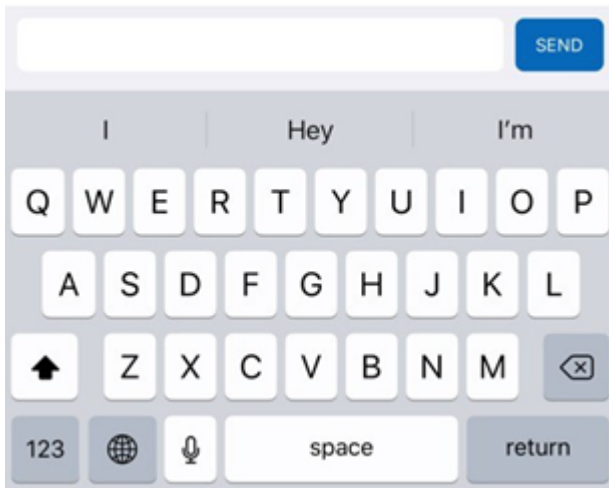 SEND
I Hey I'm
Q W E R T Y U I O P
A S D F G H J K L
Z X C V B N M
123 space return